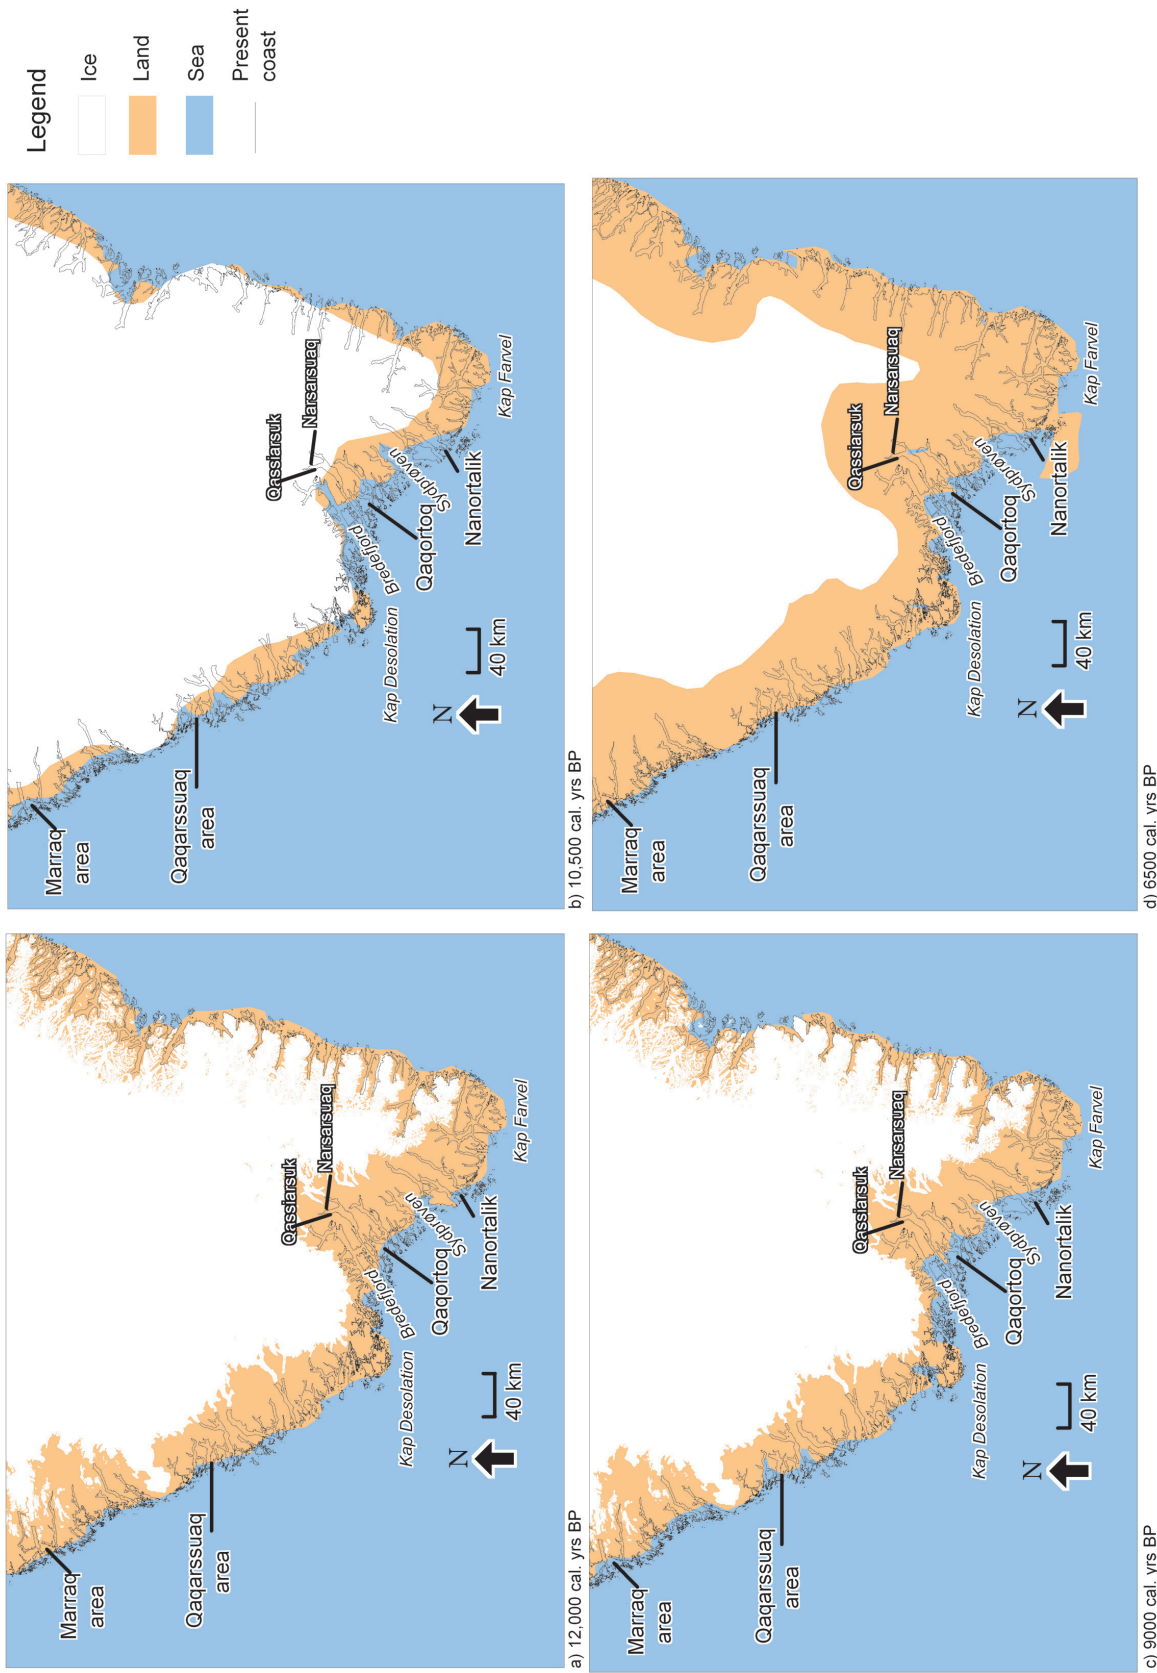 Legend
Ice
Land
Sea
Present
coast
Marraq
area
Qaqarssuaq
area
Qassiarsuk
Narsarsuaq
Bredefjord
Sydprøven
Qaqortoq
Nanortalik
Kap Desolation
Kap Farvel
N
40 km
a) 12,000 cal. yrs BP
Marraq
area
Qaqarssuaq
area
Qassiarsuk
Narsarsuaq
Bredefjord
Sydprøven
Qaqortoq
Nanortalik
Kap Desolation
Kap Farvel
N
40 km
b) 10,500 cal. yrs BP
Marraq
area
Qaqarssuaq
area
Qassiarsuk
Narsarsuaq
Bredefjord
Sydprøven
Qaqortoq
Nanortalik
Kap Desolation
Kap Farvel
N
40 km
c) 9000 cal. yrs BP
Marraq
area
Qaqarssuaq
area
Qassiarsuk
Narsarsuaq
Bredefjord
Sydprøven
Qaqortoq
Nanortalik
Kap Desolation
Kap Farvel
N
40 km
d) 6500 cal. yrs BP